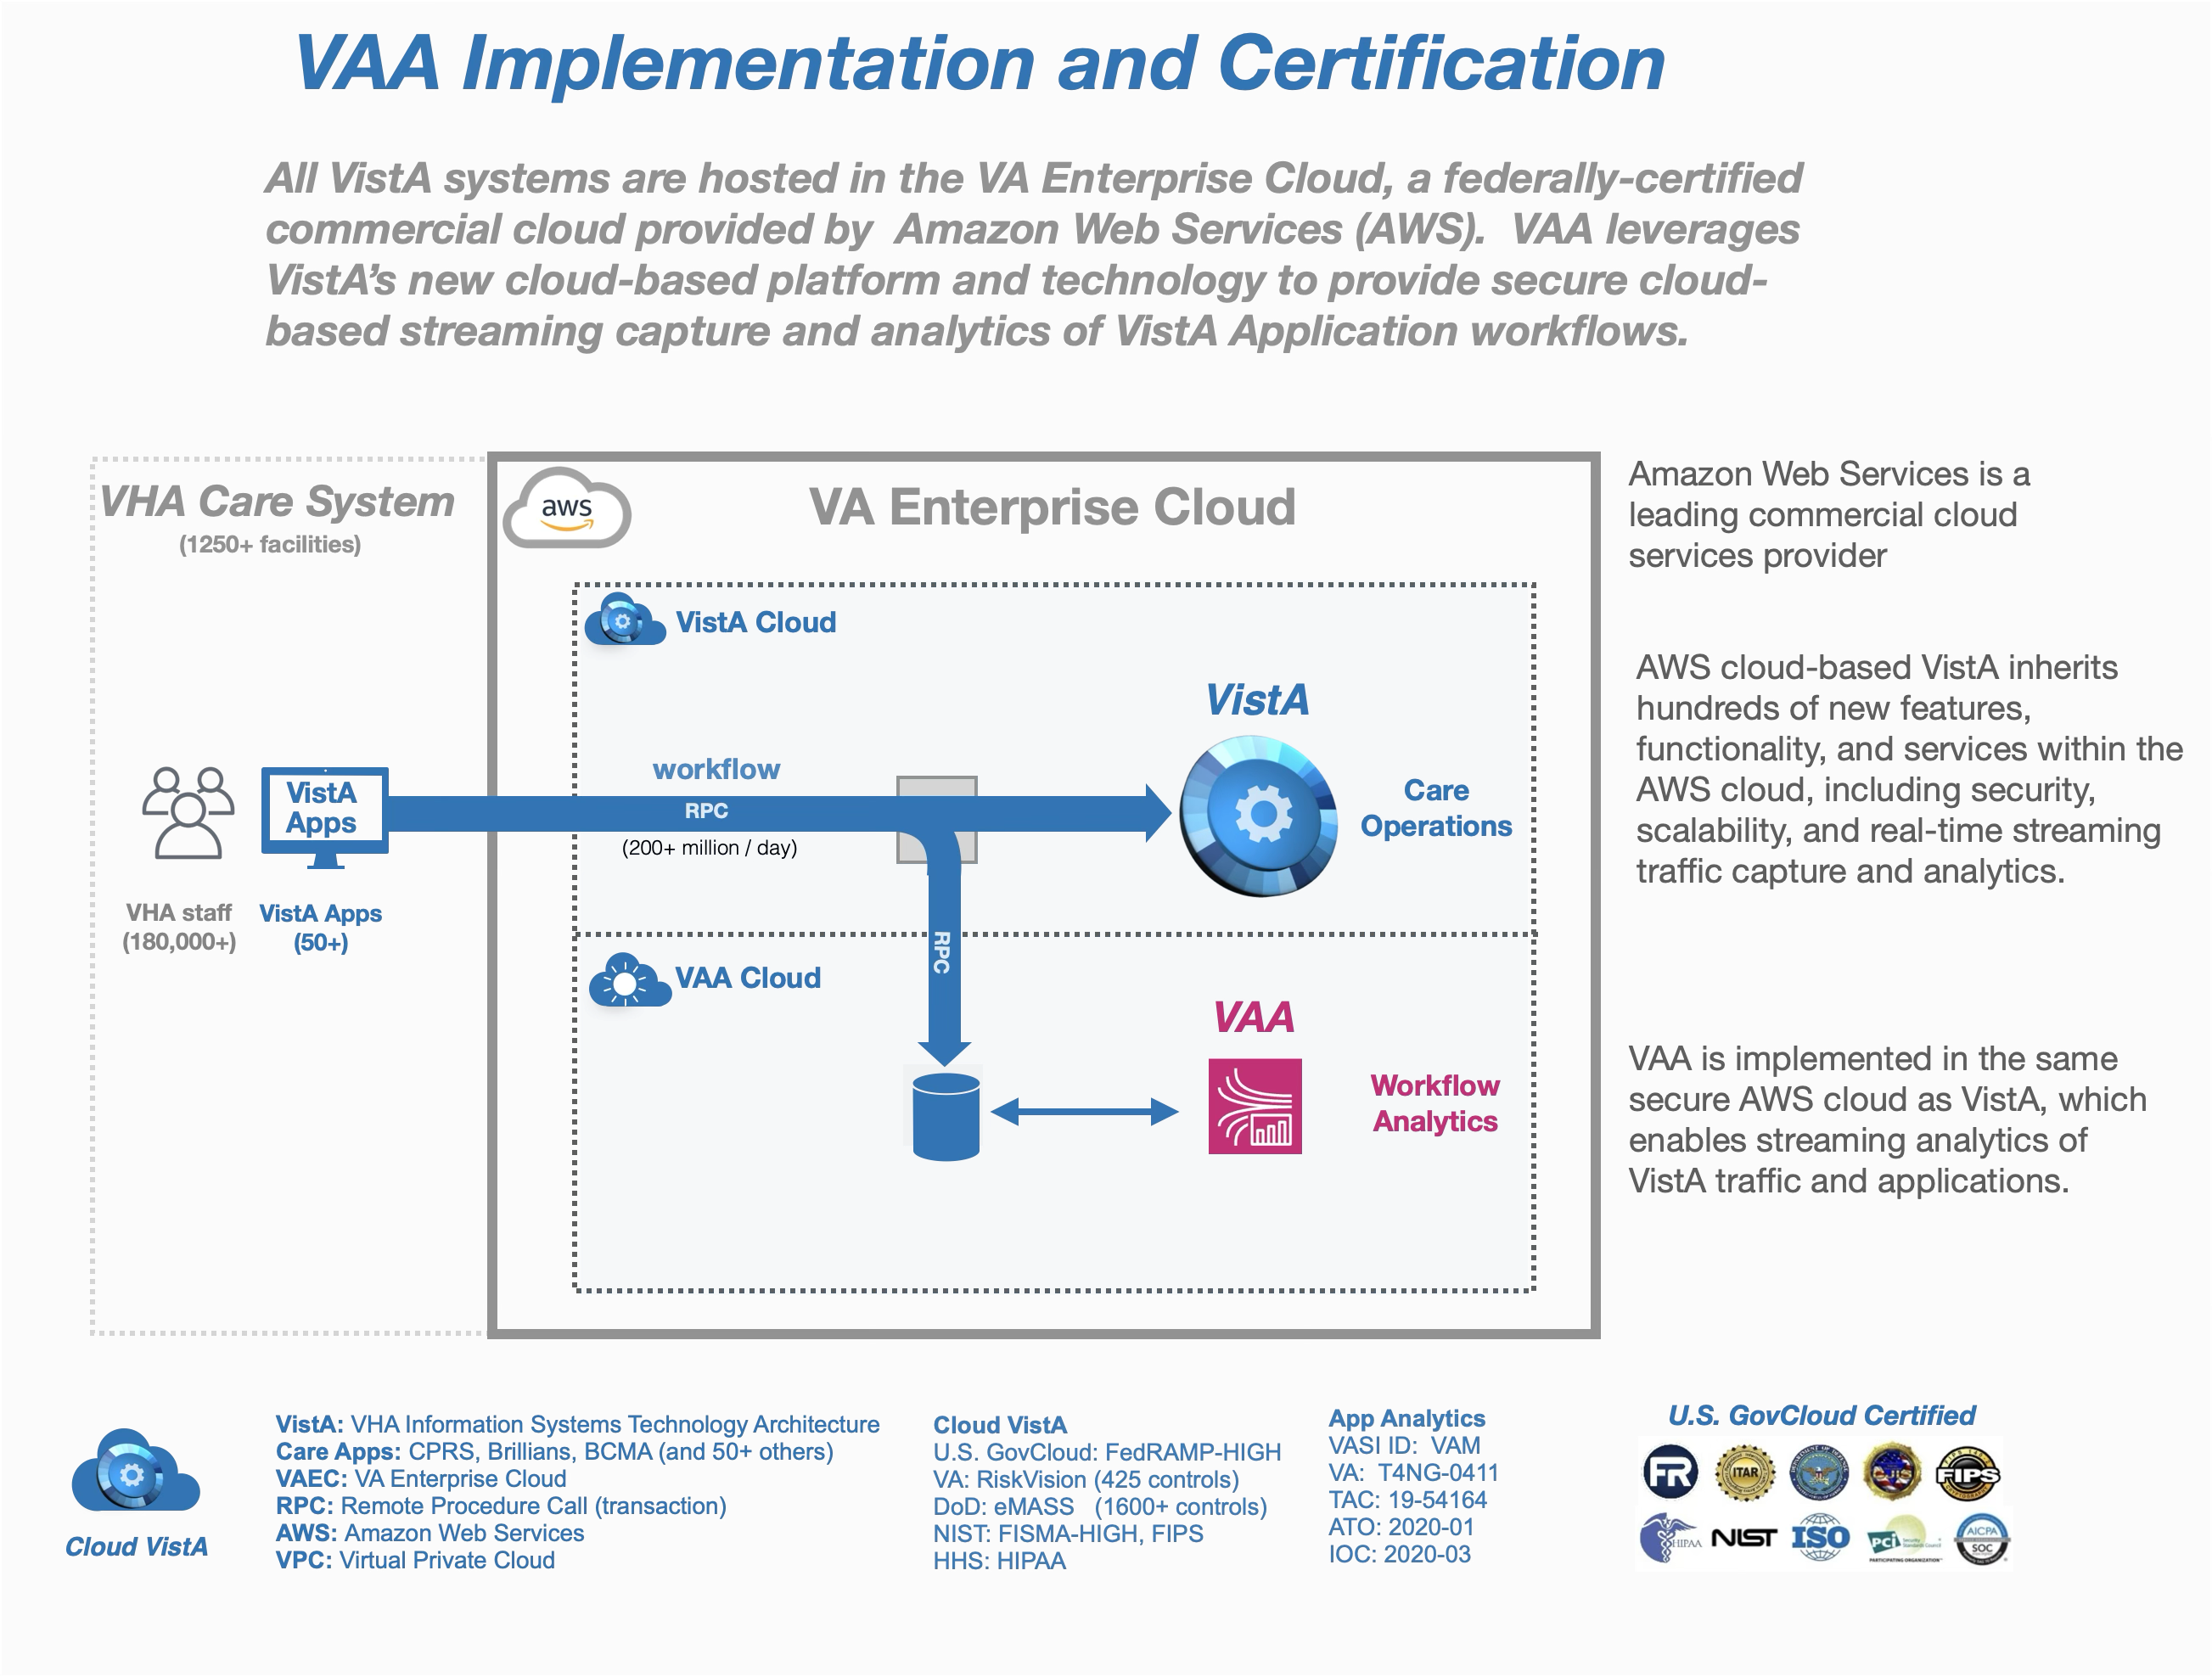 VAA Implementation and Certification
All VistA systems are hosted in the VA Enterprise Cloud, a federally-certified
commercial cloud provided by Amazon Web Services (AWS). VAA leverages
VistA's new cloud-based platform and technology to provide secure cloud-
based streaming capture and analytics of VistA Application workflows.
VHA Care System
(1250+ facilities)
aws
VA Enterprise Cloud
VistA Cloud
VistA
workflow
RPC
(200+ million / day)
Care
Operations
VistA
Apps
VHA staff
(180,000+)
VistA Apps
(50+)
RPC
VAA Cloud
VAA
Workflow
Analytics
Amazon Web Services is a
leading commercial cloud
services provider
AWS cloud-based VistA inherits
hundreds of new features,
functionality, and services within the
AWS cloud, including security,
scalability, and real-time streaming
traffic capture and analytics.
VAA is implemented in the same
secure AWS cloud as VistA, which
enables streaming analytics of
VistA traffic and applications.
Cloud VistA
VistA: VHA Information Systems Technology Architecture
Care Apps: CPRS, Brillians, BCMA (and 50+ others)
VAEC: VA Enterprise Cloud
RPC: Remote Procedure Call (transaction)
AWS: Amazon Web Services
VPC: Virtual Private Cloud
Cloud VistA
U.S. GovCloud: FedRAMP-HIGH
VA: RiskVision (425 controls)
DoD: eMASS (1600+ controls)
NIST: FISMA-HIGH, FIPS
HHS: HIPAA
App Analytics
VASI ID: VAM
VA: T4NG-0411
TAC: 19-54164
ATO: 2020-01
IOC: 2020-03
U.S. GovCloud Certified
FR
ITAR
CJIS
FIPS
HIPAA
NIST
ISO
PCI
PARTICIPATING ORGANIZATION
AICPA
SOC